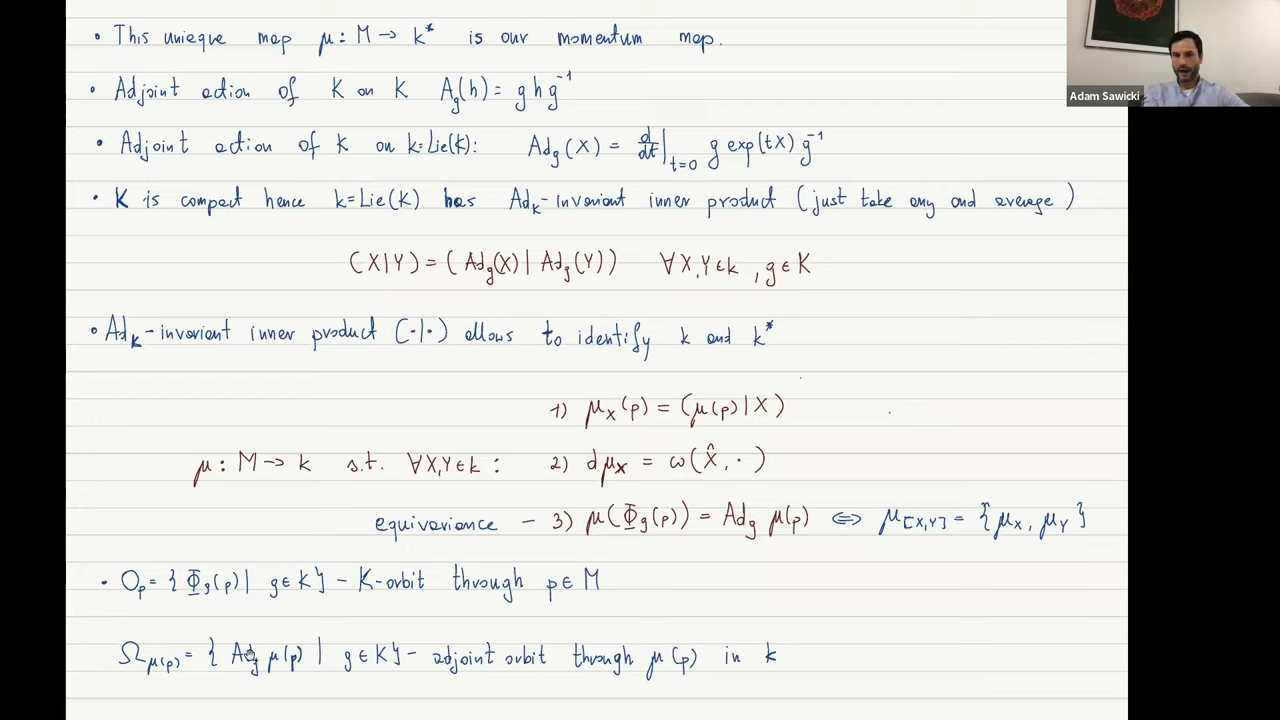 • This unieque map μ: M → k* is our momentum map.
• Adjoint action of K on K A_g(h) = g h g⁻¹
• Adjoint action of K on k=Lie(K): Ad_g(X) = d/dt|_{t=0} g exp(tX) g⁻¹
• K is compact hence k=Lie(K) has Ad_K-invariant inner product (just take any and average)
(X|Y) = (Ad_g(X) | Ad_g(Y)) ∀X,Y∈k, g∈K
• Ad_K-invariant inner product (·|·) allows to identify k and k*
1) μ_X(p) = (μ(p)|X)
μ: M → k s.t. ∀X,Y∈k: 2) dμ_X = ω(X̂, ·)
equivariance – 3) μ(Φ_g(p)) = Ad_g μ(p) ⇔ μ_[X,Y] = {μ_X, μ_Y}
• O_p = {Φ_g(p) | g∈K} – K-orbit through p∈M
Ω_μ(p) = {Ad_g μ(p) | g∈K} – adjoint orbit through μ(p) in k
Adam Sawicki